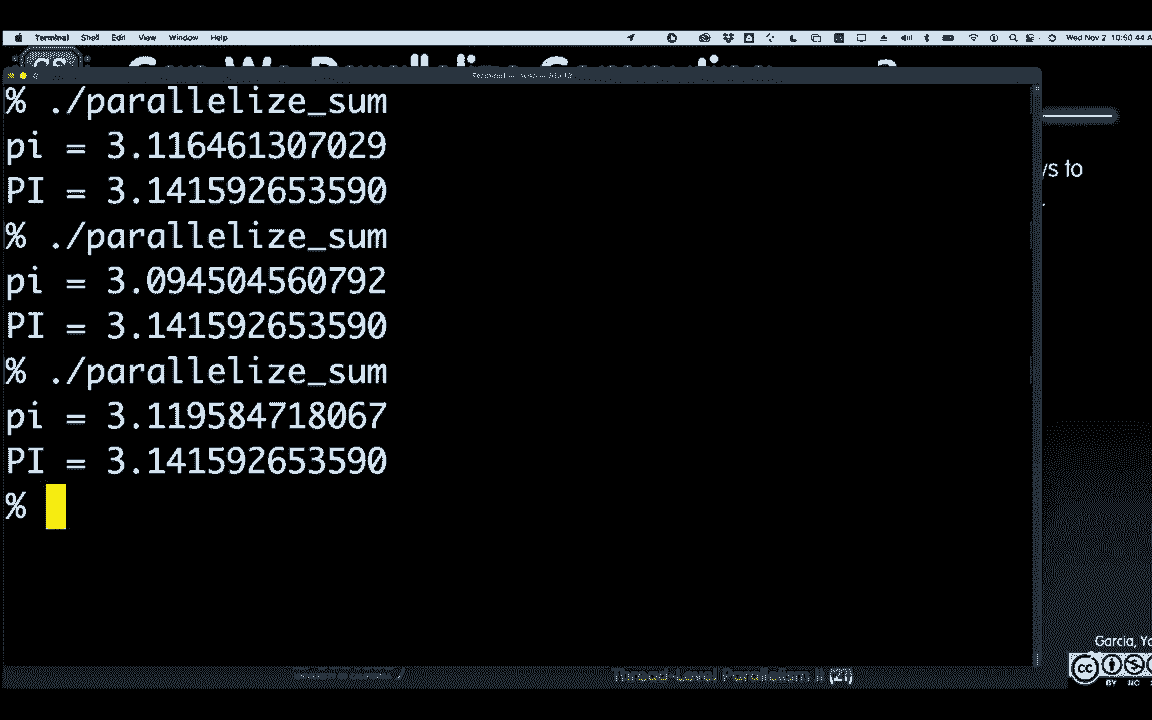 Terminal Shell Edit View Window Help
Wed Nov 2 10:50:44 A
% ./parallelize_sum
pi = 3.116461307029
PI = 3.141592653590
% ./parallelize_sum
pi = 3.094504560792
PI = 3.141592653590
% ./parallelize_sum
pi = 3.119584718067
PI = 3.141592653590
%
to
Garcia,
Thread-Level Parallelism II (21)
cc
BY NC